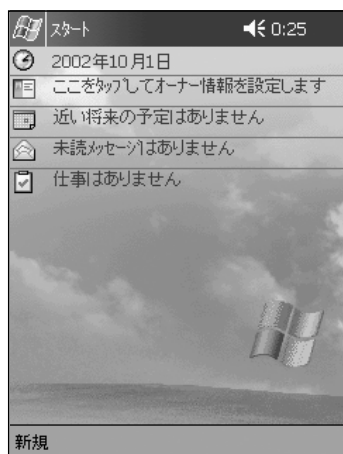 スタート 0:25
2002年10月1日
ここをタップしてオーナー情報を設定します
近い将来の予定はありません
未読メッセージはありません
仕事はありません
新規